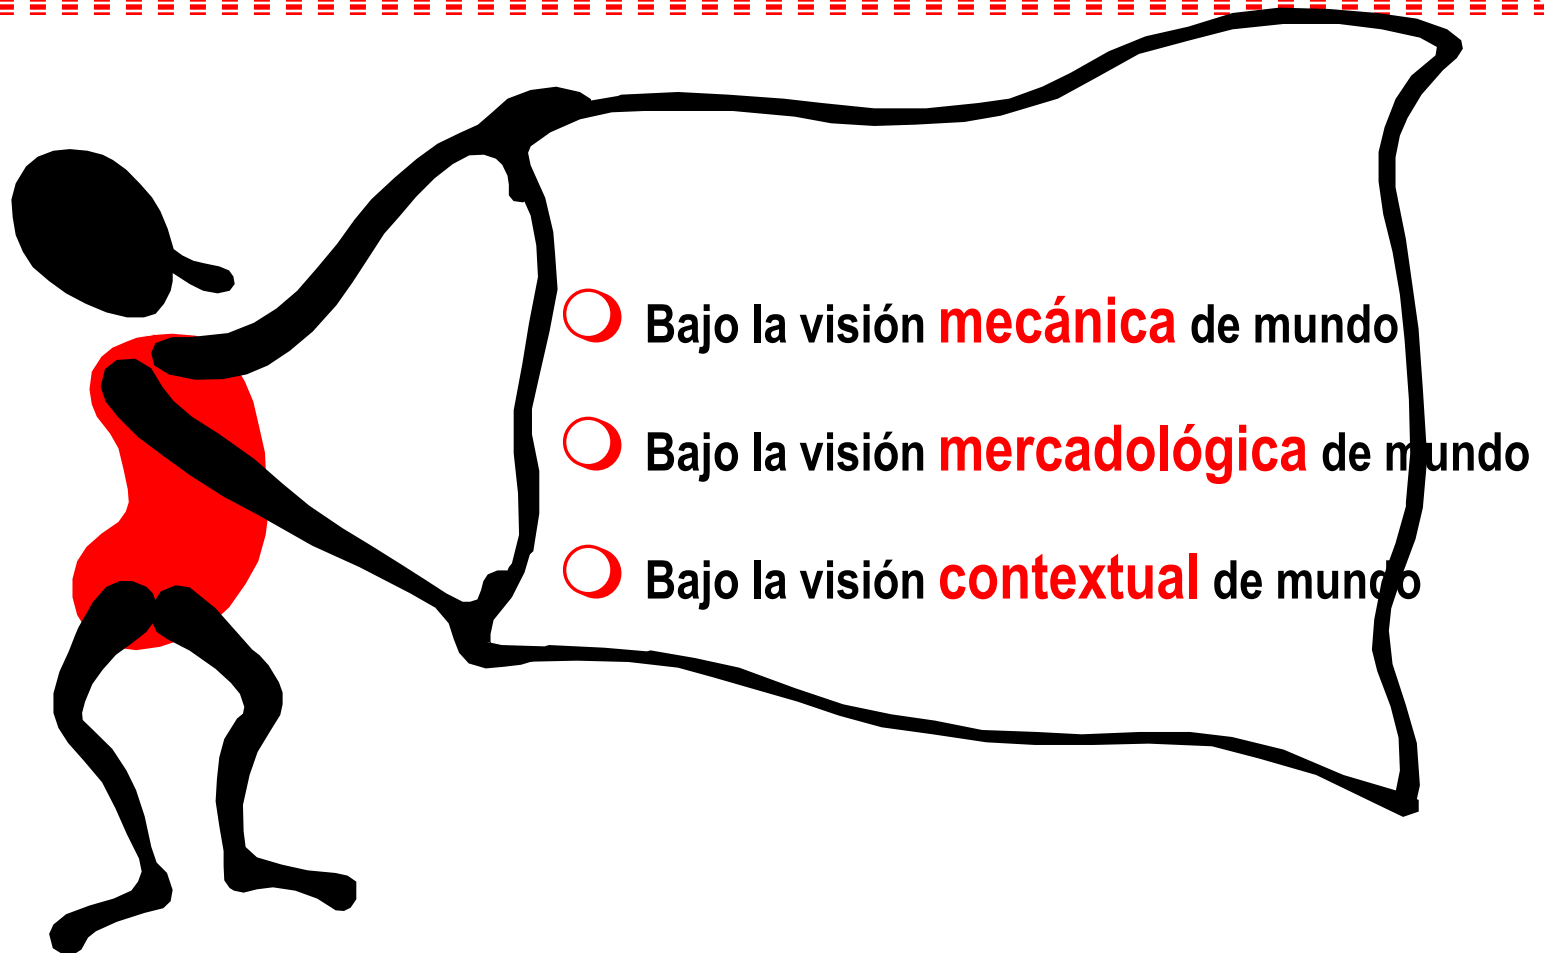 Bajo la visión mecánica de mundo
Bajo la visión mercadológica de mundo
Bajo la visión contextual de mundo